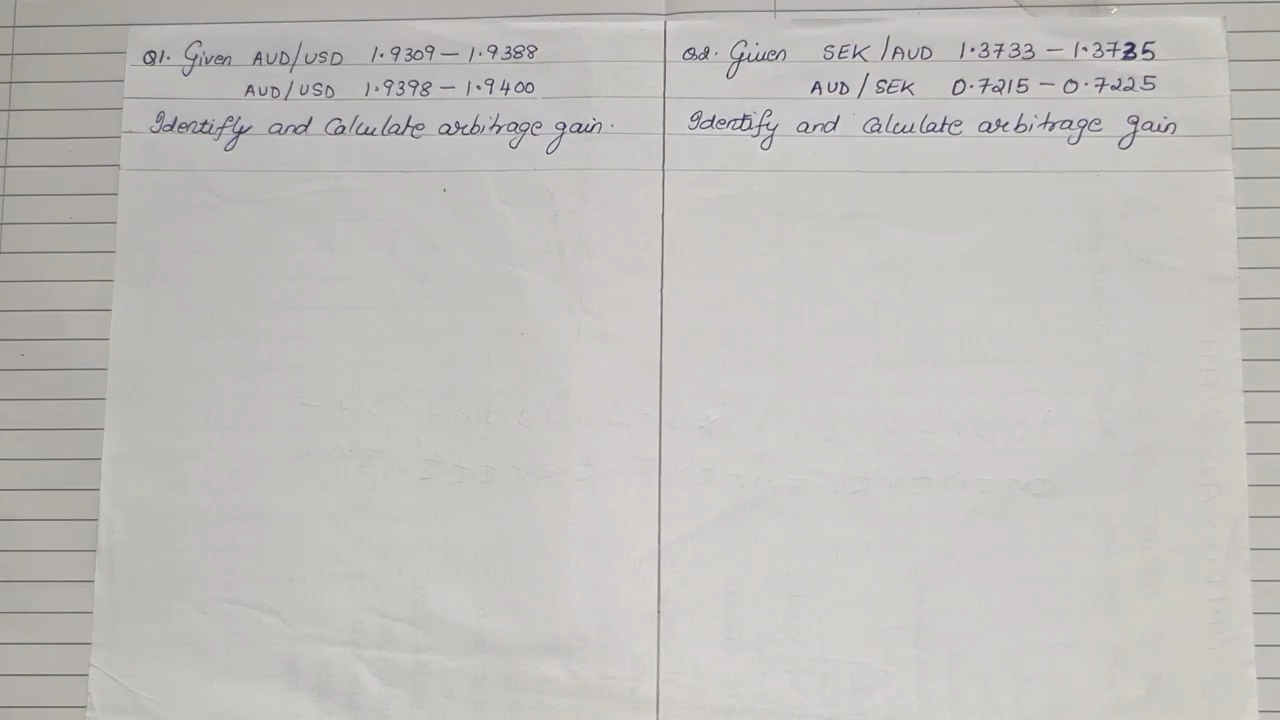 Q1. Given AUD/USD 1.9309 – 1.9388
AUD/USD 1.9398 – 1.9400
Identifly and Calculate arbitrage gain.
Q2. Given SEK/AUD 1.3733 – 1.3735
AUD/SEK 0.7215 – 0.7225
Identify and Calculate arbitrage gain